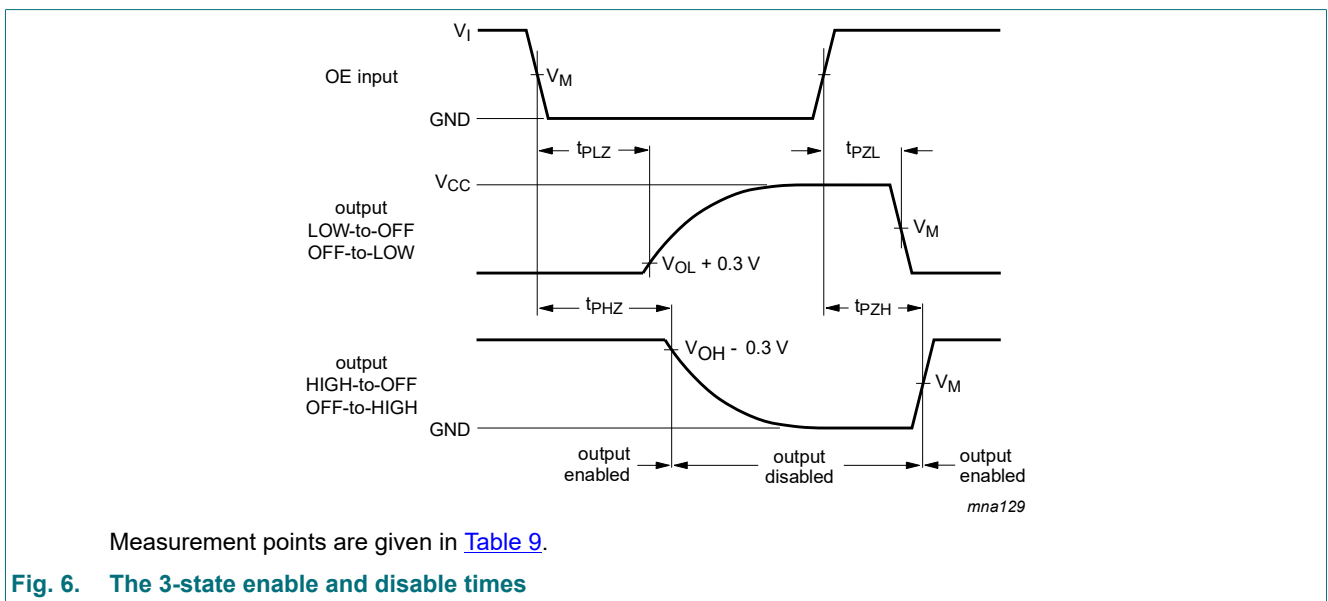 VI
OE input
VM
GND
tPLZ
tPZL
VCC
output
LOW-to-OFF
OFF-to-LOW
VM
VOL + 0.3 V
tPHZ
tPZH
output
HIGH-to-OFF
OFF-to-HIGH
VOH - 0.3 V
VM
GND
output
enabled
output
disabled
output
enabled
mna129
Measurement points are given in Table 9.
Fig. 6. The 3-state enable and disable times